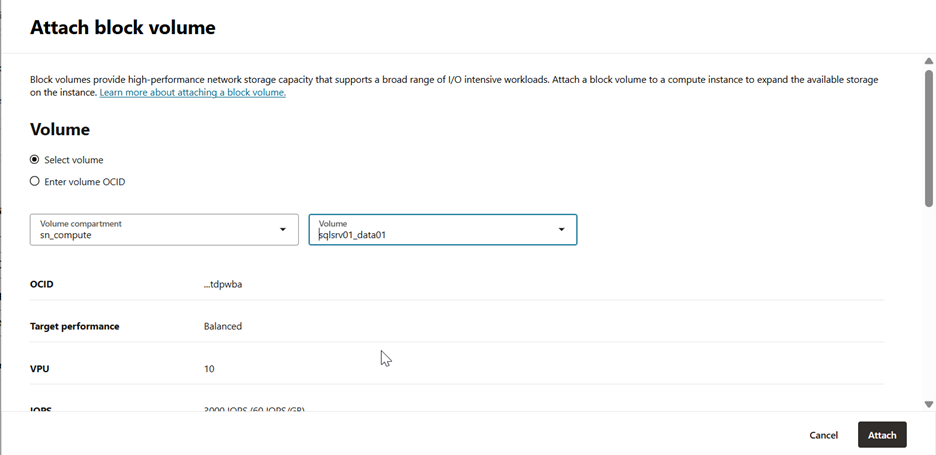 Attach block volume
Block volumes provide high-performance network storage capacity that supports a broad range of I/O intensive workloads. Attach a block volume to a compute instance to expand the available storage
on the instance. Learn more about attaching a block volume.
Volume
Select volume
Enter volume OCID
Volume compartment
sn_compute
Volume
sqlsrv01_data01
OCID ...tdpwba
Target performance Balanced
VPU 10
IOPS 3000 IOPS (60 IOPS/GB)
Cancel Attach